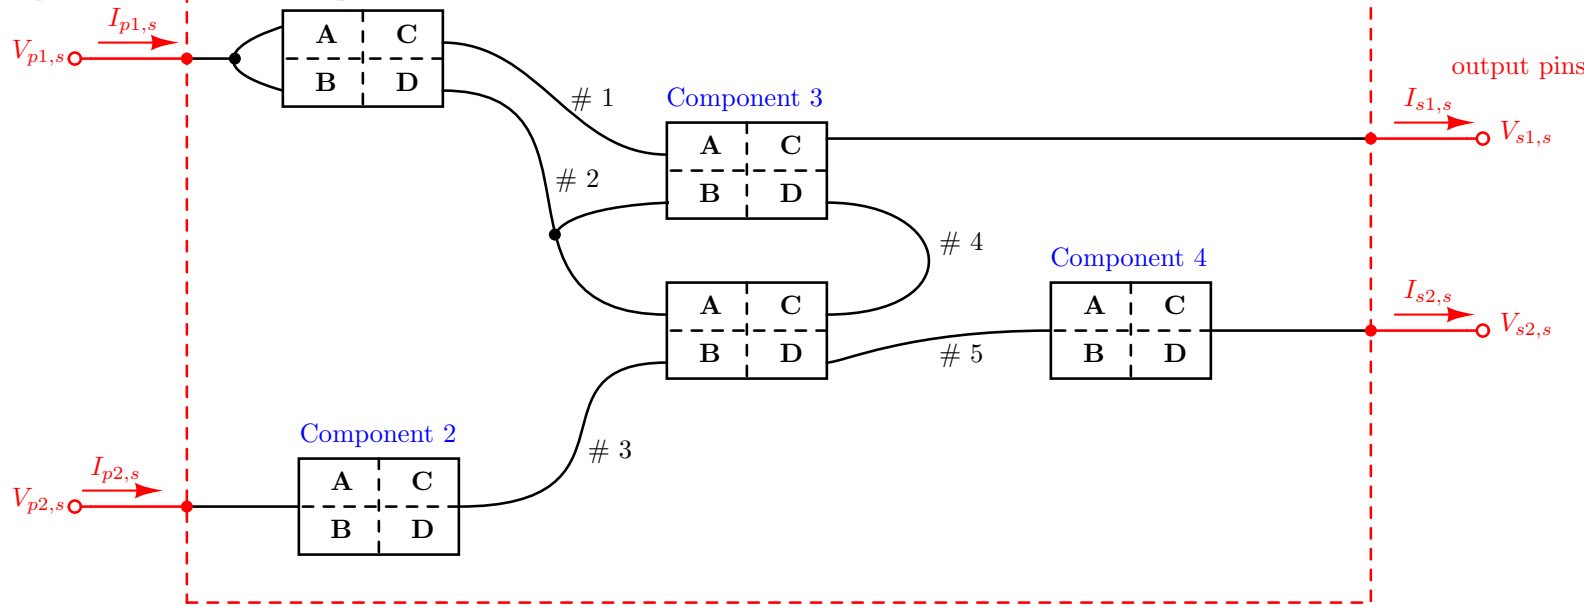 I_{p1,s}
V_{p1,s}
A C
B D
# 1
Component 3
output pins
I_{s1,s}
V_{s1,s}
A C
B D
# 2
# 4
Component 4
A C
B D
# 5
A C
B D
I_{s2,s}
V_{s2,s}
Component 2
# 3
I_{p2,s}
V_{p2,s}
A C
B D